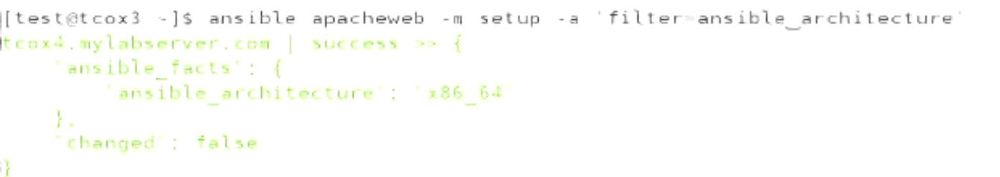 [test@tcox3 ~]$ ansible apacheweb -m setup -a 'filter=ansible_architecture'
tcox4.mylabserver.com | success >> {
    "ansible_facts": {
        "ansible_architecture": "x86_64"
    },
    "changed": false
}